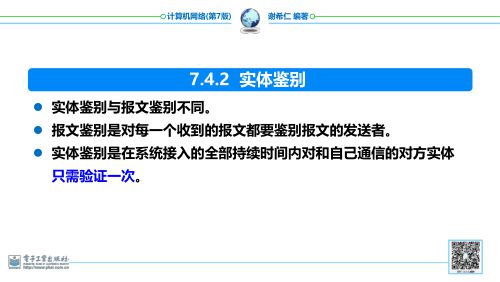 计算机网络(第7版)
谢希仁 编著
7.4.2 实体鉴别
实体鉴别与报文鉴别不同。
报文鉴别是对每一个收到的报文都要鉴别报文的发送者。
实体鉴别是在系统接入的全部持续时间内对和自己通信的对方实体
只需验证一次。
电子工业出版社
http://www.phei.com.cn